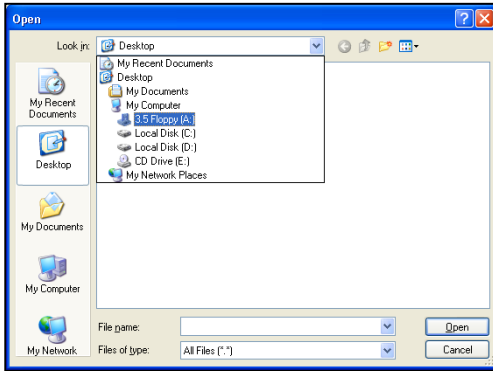 Open
Look in:
Desktop
My Recent Documents
Desktop
My Documents
My Computer
3.5 Floppy (A:)
Local Disk (C:)
Local Disk (D:)
CD Drive (E:)
My Network Places
My Recent
Documents
Desktop
My Documents
My Computer
My Network
File name:
Open
Files of type:
All Files (*.*)
Cancel